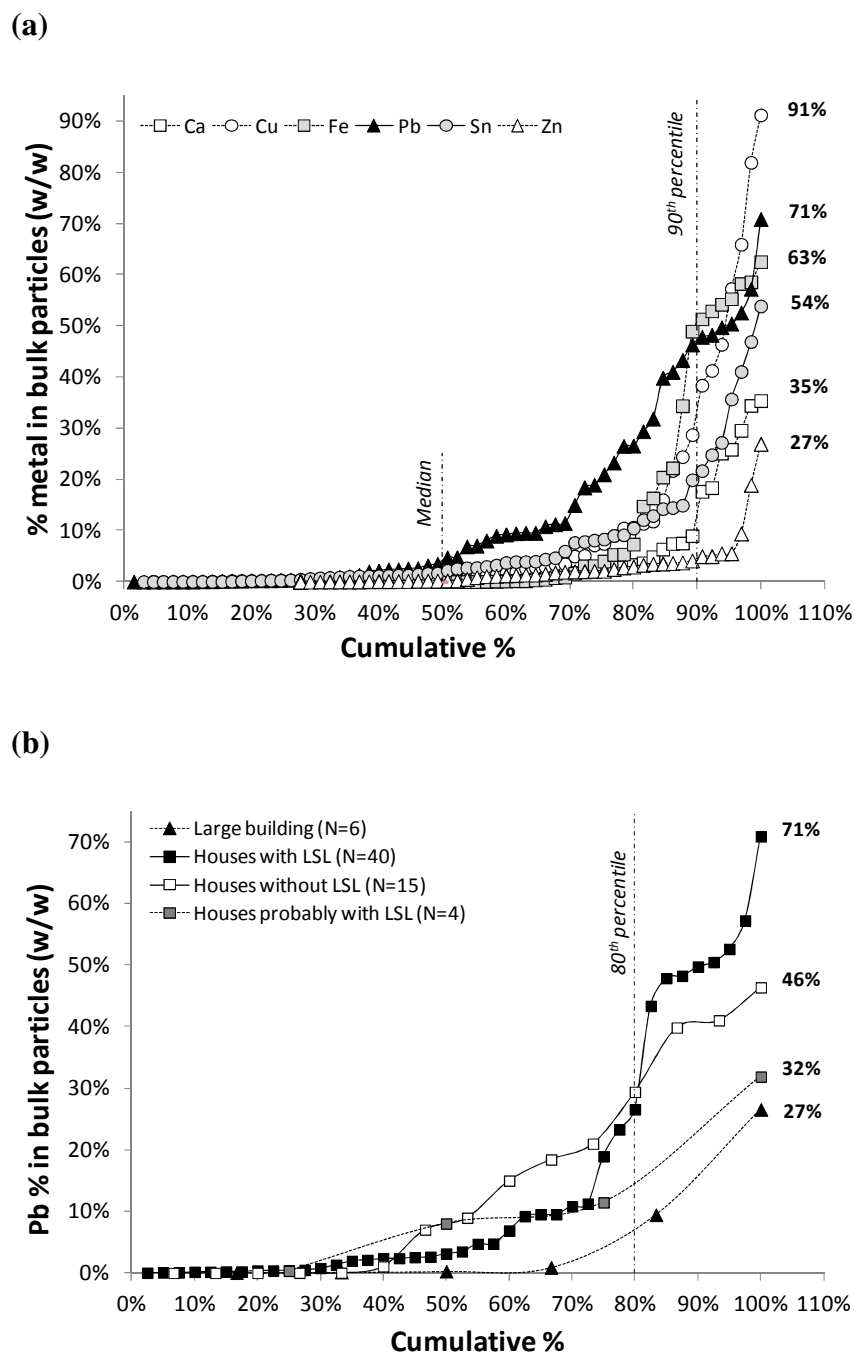 (a)
% metal in bulk particles (w/w)
90%
80%
70%
60%
50%
40%
30%
20%
10%
0%
Ca Cu Fe Pb Sn Zn
Median
90th percentile
91%
71%
63%
54%
35%
27%
0% 10% 20% 30% 40% 50% 60% 70% 80% 90% 100% 110%
Cumulative %
(b)
Pb % in bulk particles (w/w)
70%
60%
50%
40%
30%
20%
10%
0%
Large building (N=6)
Houses with LSL (N=40)
Houses without LSL (N=15)
Houses probably with LSL (N=4)
80th percentile
71%
46%
32%
27%
0% 10% 20% 30% 40% 50% 60% 70% 80% 90% 100% 110%
Cumulative %